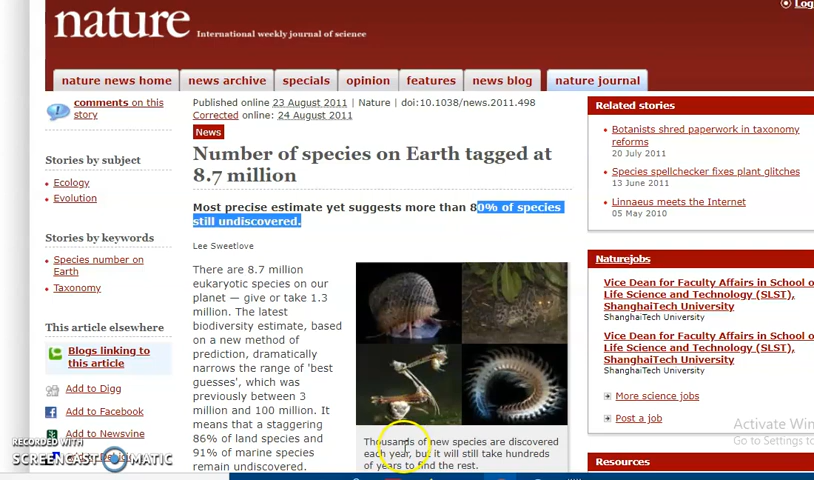 Log
nature
International weekly journal of science
nature news home
news archive
specials
opinion
features
news blog
nature journal
comments on this
story
Stories by subject
Ecology
Evolution
Stories by keywords
Species number on
Earth
Taxonomy
This article elsewhere
Blogs linking to
this article
Add to Digg
Add to Facebook
Add to Newsvine
Published online 23 August 2011 | Nature | doi:10.1038/news.2011.498
Corrected online: 24 August 2011
News
Number of species on Earth tagged at
8.7 million
Most precise estimate yet suggests more than 80% of species
still undiscovered.
Lee Sweetlove
There are 8.7 million
eukaryotic species on our
planet — give or take 1.3
million. The latest
biodiversity estimate, based
on a new method of
prediction, dramatically
narrows the range of 'best
guesses', which was
previously between 3
million and 100 million. It
means that a staggering
86% of land species and
91% of marine species
remain undiscovered.
Thousands of new species are discovered
each year, but it will still take hundreds
of years to find the rest.
Related stories
Botanists shred paperwork in taxonomy
reforms
20 July 2011
Species spellchecker fixes plant glitches
13 June 2011
Linnaeus meets the Internet
05 May 2010
Naturejobs
Vice Dean for Faculty Affairs in School o
Life Science and Technology (SLST),
ShanghaiTech University
ShanghaiTech University
Vice Dean for Faculty Affairs in School o
Life Science and Technology (SLST),
ShanghaiTech University
ShanghaiTech University
More science jobs
Post a job
Resources
Activate Win
Go to Settings to
RECORDED WITH
SCREENCAST MATIC